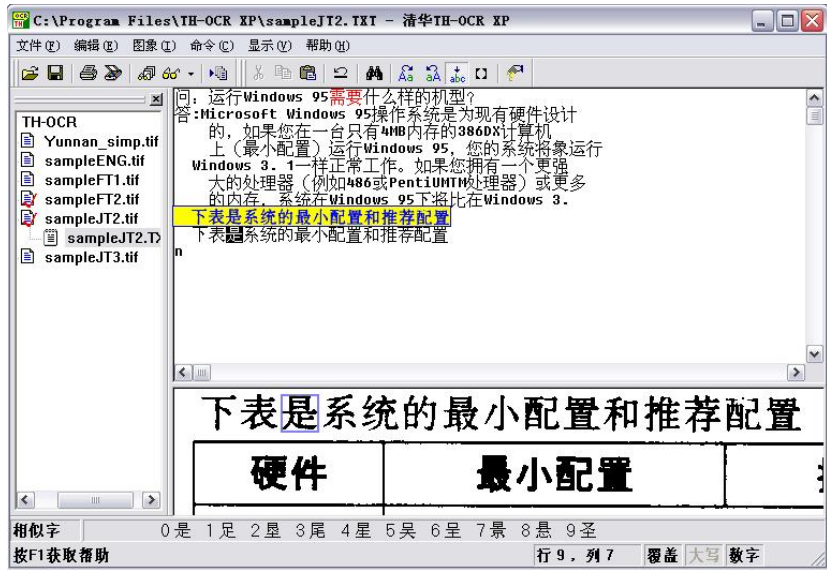 C:\Program Files\TH-OCR XP\sampleJT2.TXT - 清华TH-OCR XP
文件(F) 编辑(E) 图象(I) 命令(C) 显示(V) 帮助(H)
TH-OCR
Yunnan_simp.tif
sampleENG.tif
sampleFT1.tif
sampleFT2.tif
sampleJT2.tif
sampleJT2.TX
sampleJT3.tif
问：运行Windows 95需要什么样的机型?
答:Microsoft Windows 95操作系统是为现有硬件设计
的，如果您在一台只有4MB内存的386DX计算机
上（最小配置）运行Windows 95，您的系统将象运行
Windows 3. 1一样正常工作。如果您拥有一个更强
大的处理器（例如486或PentiUMTM处理器）或更多
的内存，系统在Windows 95下将比在Windows 3.
下表是系统的最小配置和推荐配置
下表是系统的最小配置和推荐配置
n
下表是系统的最小配置和推荐配置
硬件 最小配置
相似字 0是 1足 2昱 3尾 4星 5吴 6呈 7景 8悬 9圣
按F1获取帮助 行9，列7 覆盖 大写 数字